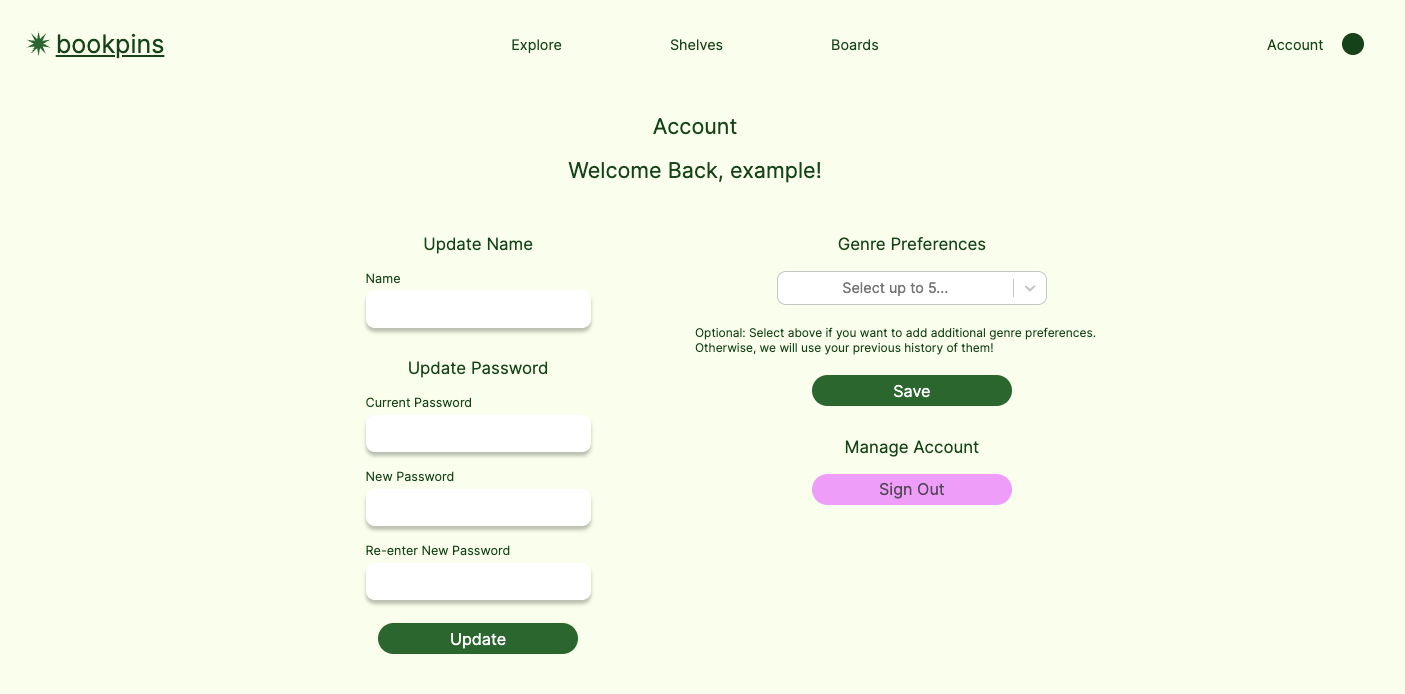 bookpins
Explore
Shelves
Boards
Account
Account
Welcome Back, example!
Update Name
Name
Update Password
Current Password
New Password
Re-enter New Password
Update
Genre Preferences
Select up to 5...
Optional: Select above if you want to add additional genre preferences.
Otherwise, we will use your previous history of them!
Save
Manage Account
Sign Out